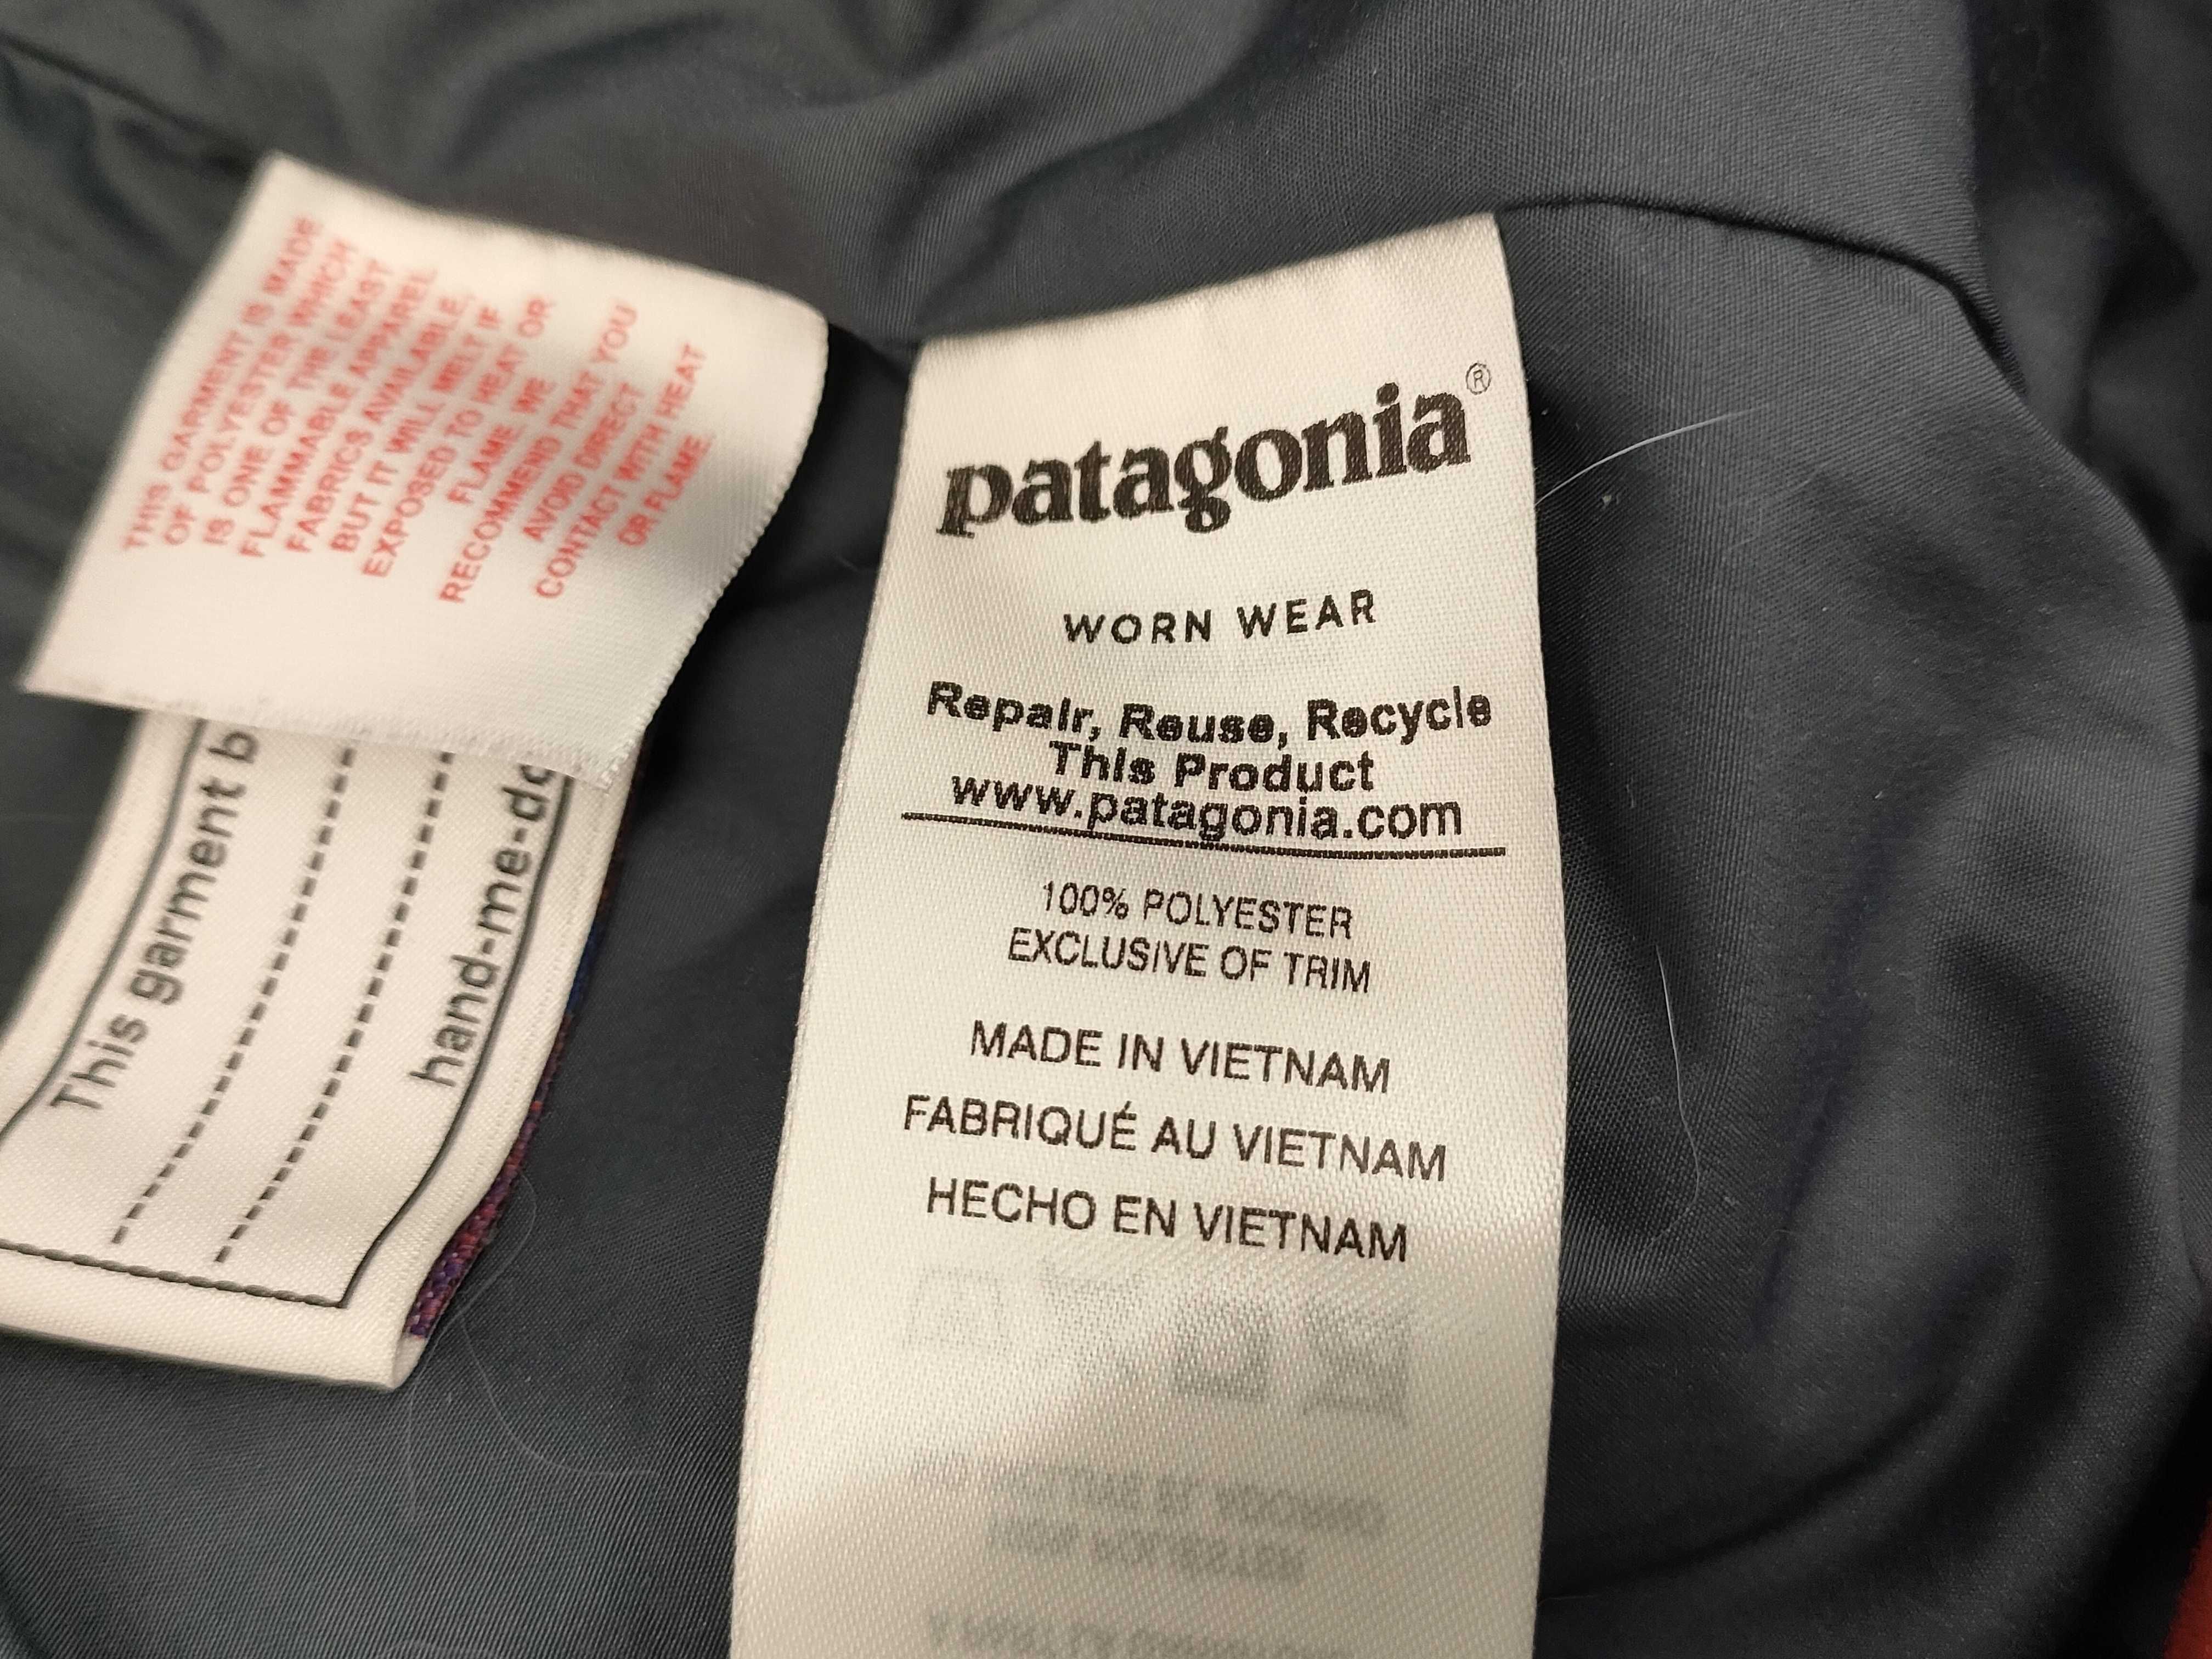 THIS GARMENT IS MADE
OF POLYESTER WHICH
IS ONE OF THE LEAST
FLAMMABLE APPAREL
FABRICS AVAILABLE,
BUT IT WILL MELT IF
EXPOSED TO HEAT OR
FLAME. WE
RECOMMEND THAT YOU
AVOID DIRECT
CONTACT WITH HEAT
OR FLAME.
This garment
hand-me-do
patagonia®
WORN WEAR
Repair, Reuse, Recycle
This Product
www.patagonia.com
100% POLYESTER
EXCLUSIVE OF TRIM
MADE IN VIETNAM
FABRIQUÉ AU VIETNAM
HECHO EN VIETNAM